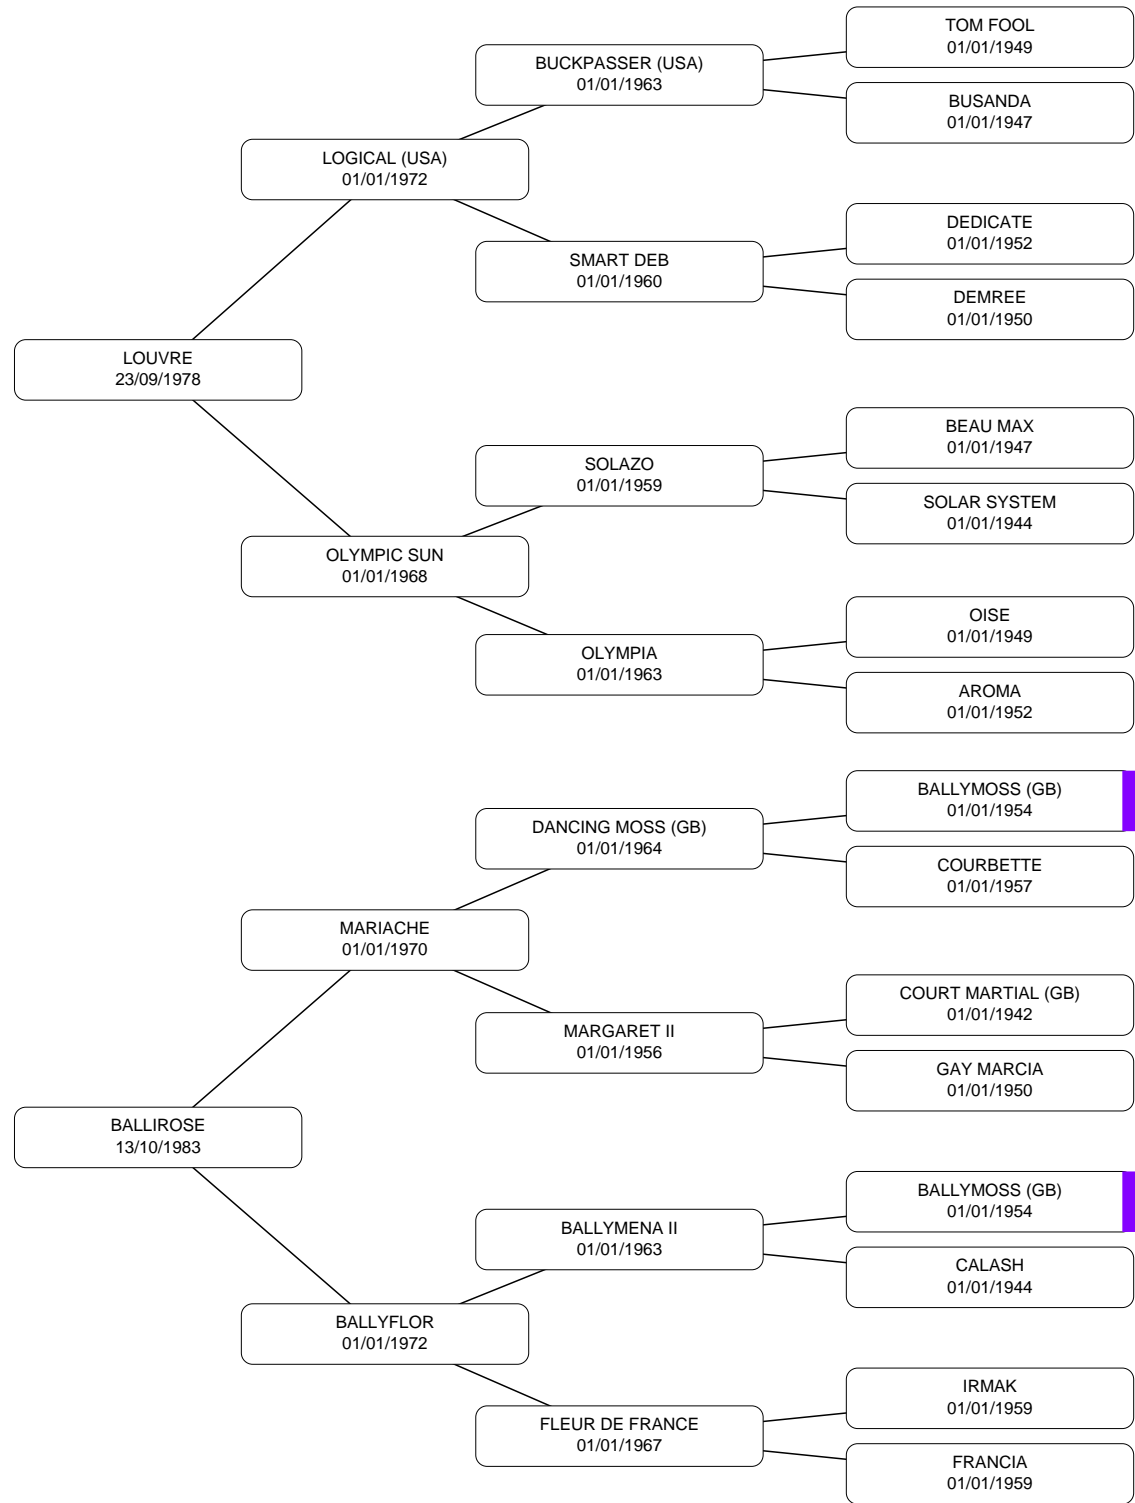 TOM FOOL
01/01/1949
BUCKPASSER (USA)
01/01/1963
BUSANDA
01/01/1947
LOGICAL (USA)
01/01/1972
DEDICATE
01/01/1952
SMART DEB
01/01/1960
DEMREE
01/01/1950
LOUVRE
23/09/1978
BEAU MAX
01/01/1947
SOLAZO
01/01/1959
SOLAR SYSTEM
01/01/1944
OLYMPIC SUN
01/01/1968
OISE
01/01/1949
OLYMPIA
01/01/1963
AROMA
01/01/1952
BALLYMOSS (GB)
01/01/1954
DANCING MOSS (GB)
01/01/1964
COURBETTE
01/01/1957
MARIACHE
01/01/1970
COURT MARTIAL (GB)
01/01/1942
MARGARET II
01/01/1956
GAY MARCIA
01/01/1950
BALLIROSE
13/10/1983
BALLYMOSS (GB)
01/01/1954
BALLYMENA II
01/01/1963
CALASH
01/01/1944
BALLYFLOR
01/01/1972
IRMAK
01/01/1959
FLEUR DE FRANCE
01/01/1967
FRANCIA
01/01/1959